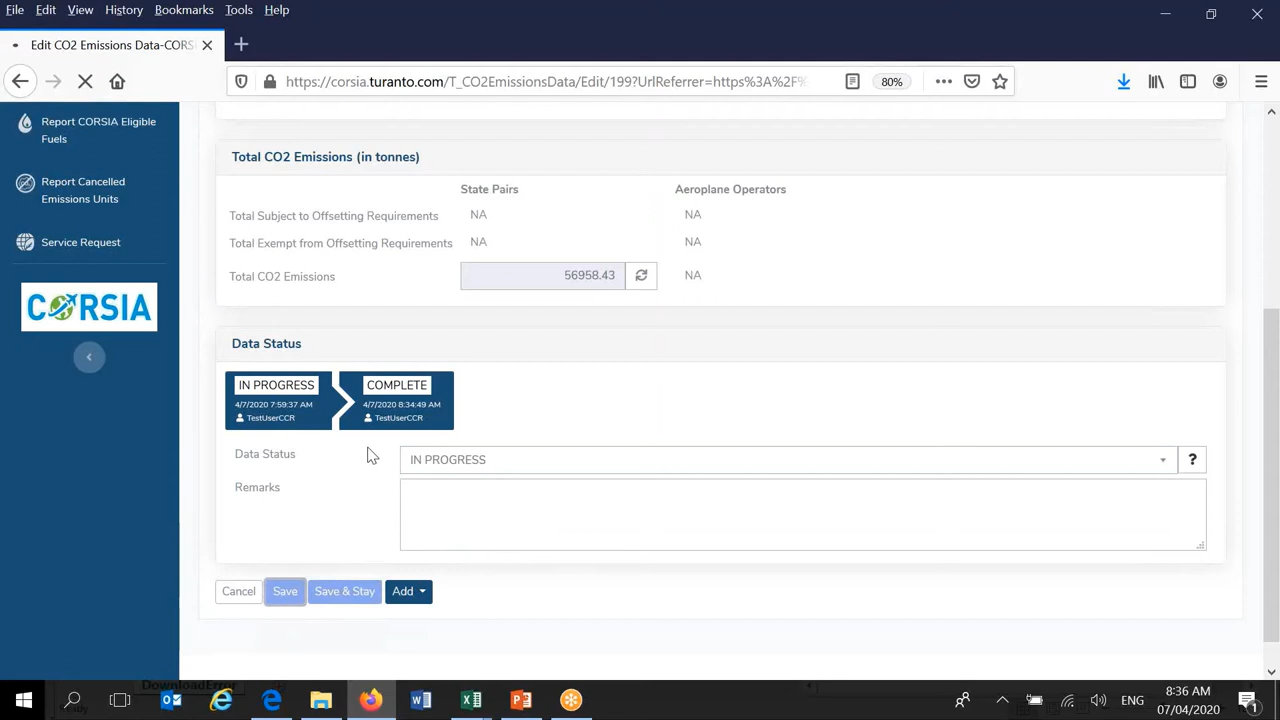 File Edit View History Bookmarks Tools Help
Edit CO2 Emissions Data-CORS
https://corsia.turanto.com/T_CO2EmissionsData/Edit/199?UrlReferrer=https%3A%2F%
80%
Report CORSIA Eligible
Fuels
Report Cancelled
Emissions Units
Service Request
CORSIA
Total CO2 Emissions (in tonnes)
State Pairs Aeroplane Operators
Total Subject to Offsetting Requirements NA NA
Total Exempt from Offsetting Requirements NA NA
Total CO2 Emissions 56958.43 NA
Data Status
IN PROGRESS COMPLETE
4/7/2020 7:59:37 AM 4/7/2020 8:34:49 AM
TestUserCCR TestUserCCR
Data Status IN PROGRESS ?
Remarks
Cancel Save Save & Stay Add
DownloadError
ENG
8:36 AM
07/04/2020
1